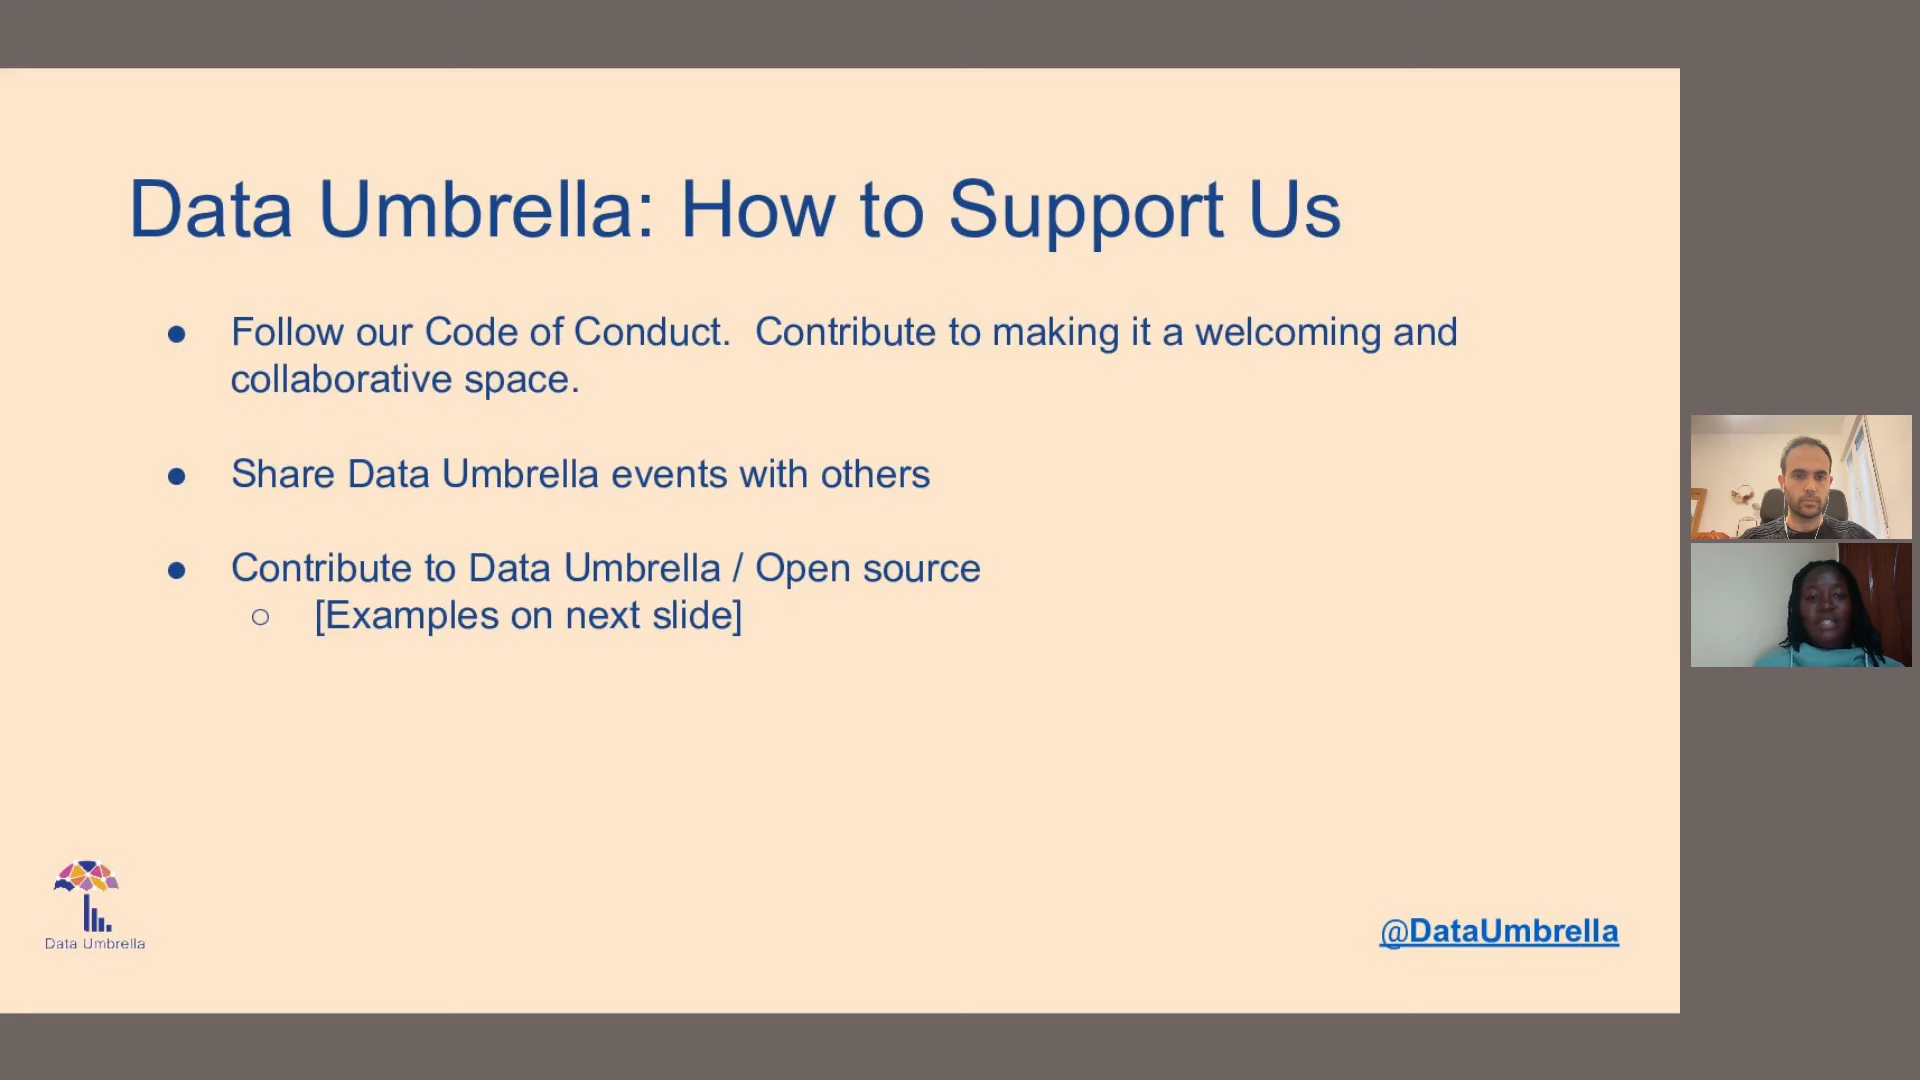 Data Umbrella: How to Support Us
● Follow our Code of Conduct.  Contribute to making it a welcoming and
collaborative space.
● Share Data Umbrella events with others
● Contribute to Data Umbrella / Open source
○ [Examples on next slide]
Data Umbrella
@DataUmbrella